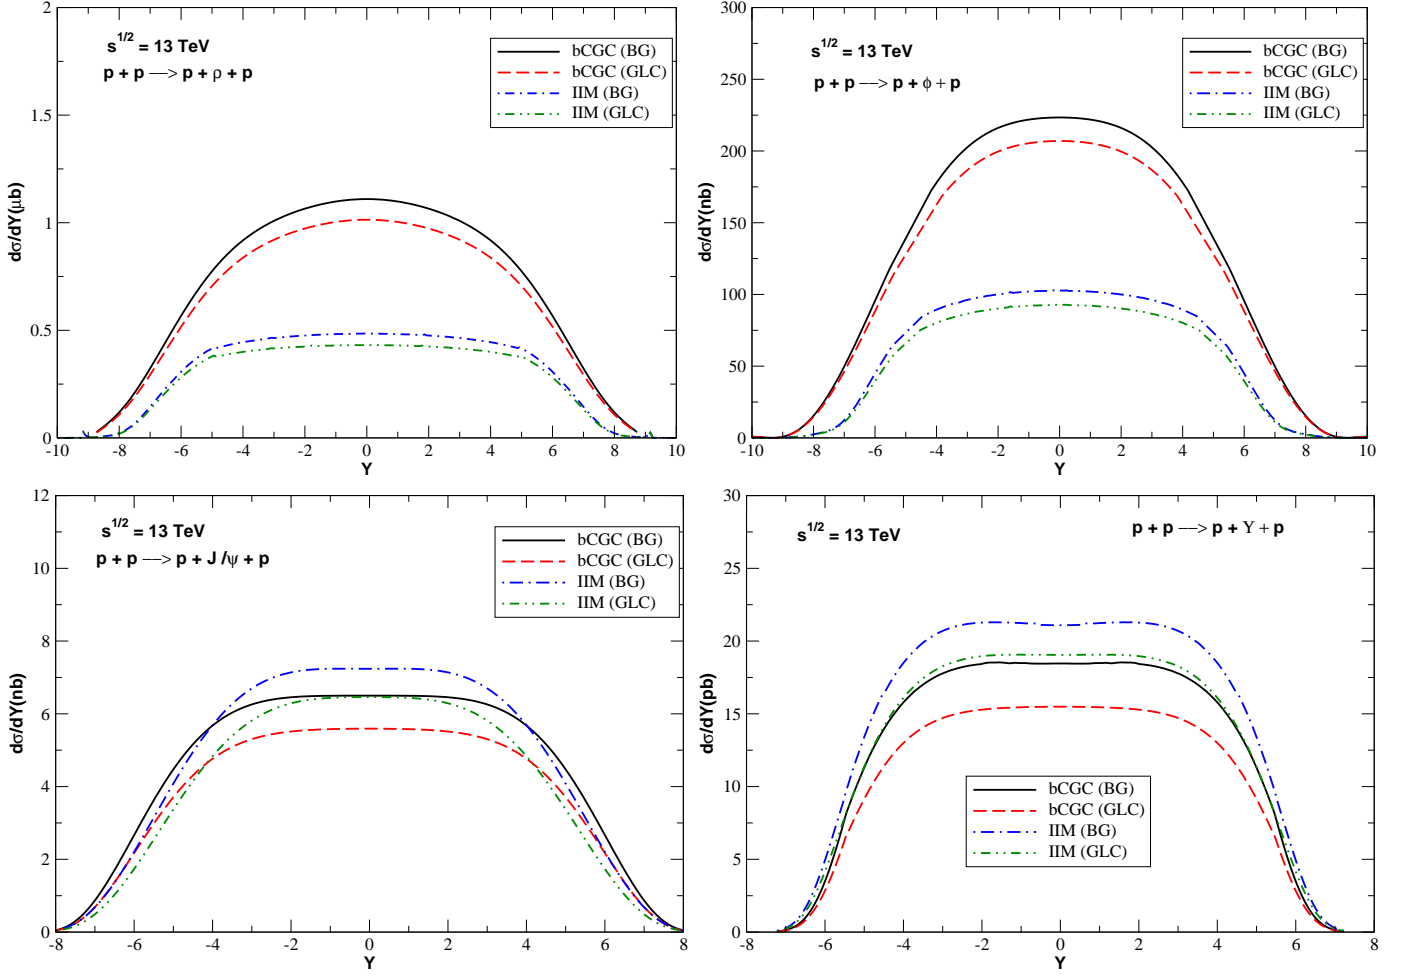 2
1.5
1
0.5
0
dσ/dY(μb)
s^1/2 = 13 TeV
p + p —> p + ρ + p
bCGC (BG)
bCGC (GLC)
IIM (BG)
IIM (GLC)
-10 -8 -6 -4 -2 0 2 4 6 8 10
Y
300
250
200
150
100
50
0
dσ/dY(nb)
s^1/2 = 13 TeV
p + p —> p + ϕ + p
bCGC (BG)
bCGC (GLC)
IIM (BG)
IIM (GLC)
-10 -8 -6 -4 -2 0 2 4 6 8 10
Y
12
10
8
6
4
2
0
dσ/dY(nb)
s^1/2 = 13 TeV
p + p —> p + J /ψ + p
bCGC (BG)
bCGC (GLC)
IIM (BG)
IIM (GLC)
-8 -6 -4 -2 0 2 4 6 8
Y
30
25
20
15
10
5
0
dσ/dY(pb)
s^1/2 = 13 TeV
p + p —> p + ϒ + p
bCGC (BG)
bCGC (GLC)
IIM (BG)
IIM (GLC)
-8 -6 -4 -2 0 2 4 6 8
Y